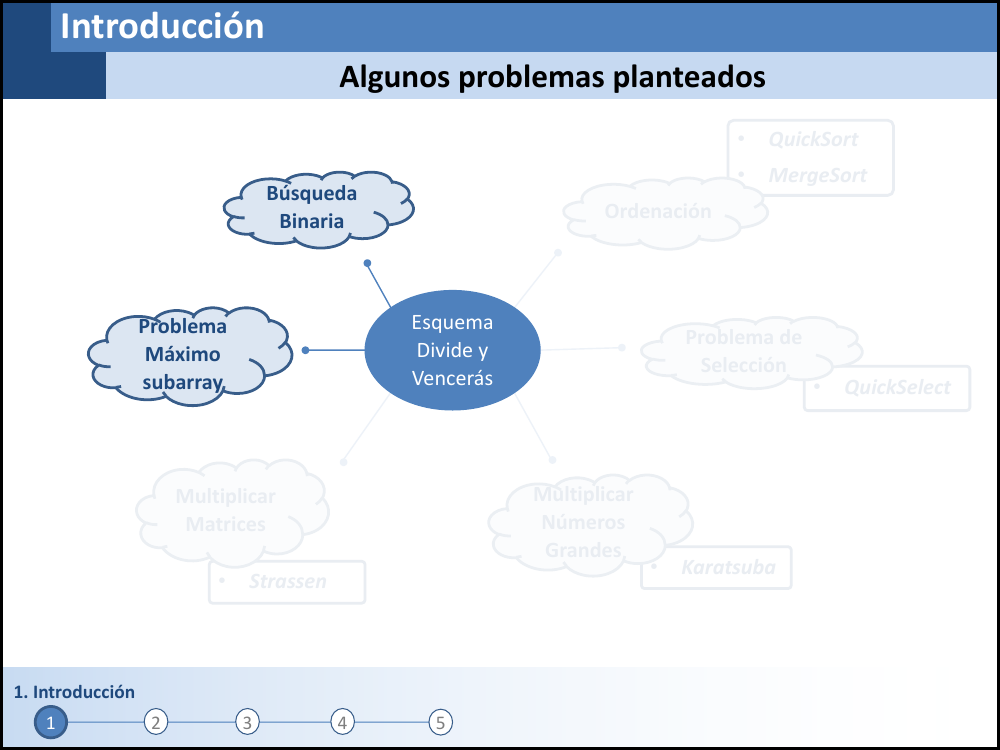 Introducción
Algunos problemas planteados
• QuickSort
• MergeSort
Búsqueda
Binaria
Ordenación
Problema
Máximo
subarray
Esquema
Divide y
Vencerás
Problema de
Selección
• QuickSelect
Multiplicar
Matrices
• Strassen
Multiplicar
Números
Grandes
• Karatsuba
1. Introducción
1 2 3 4 5